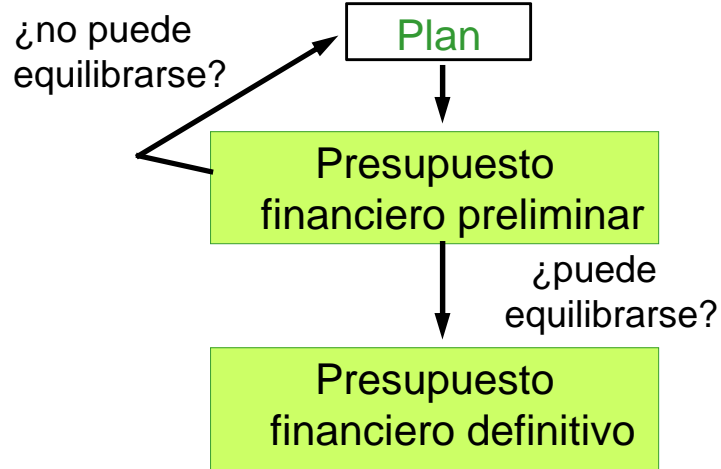 ¿no puede
equilibrarse?
Plan
Presupuesto
financiero preliminar
¿puede
equilibrarse?
Presupuesto
financiero definitivo